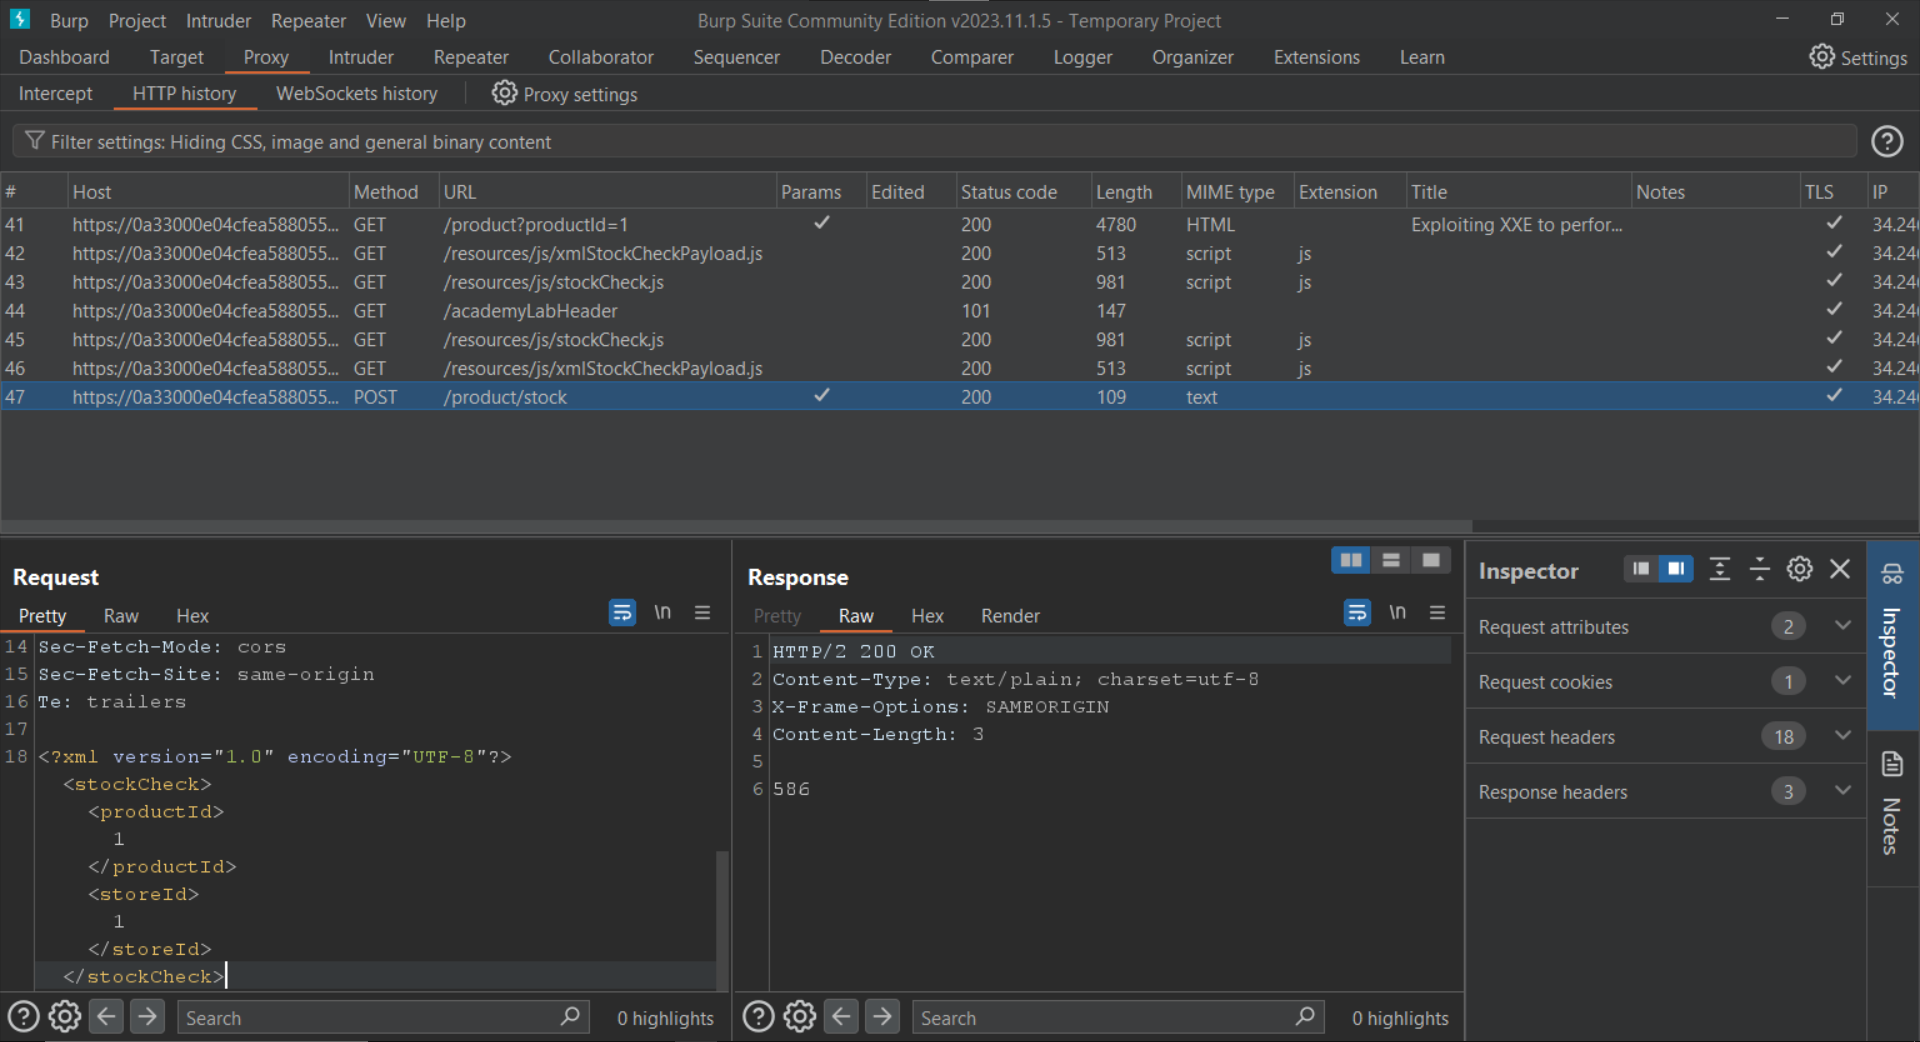 Burp Project Intruder Repeater View Help Burp Suite Community Edition v2023.11.1.5 - Temporary Project
Dashboard Target Proxy Intruder Repeater Collaborator Sequencer Decoder Comparer Logger Organizer Extensions Learn Settings
Intercept HTTP history WebSockets history Proxy settings
Filter settings: Hiding CSS, image and general binary content
# Host Method URL Params Edited Status code Length MIME type Extension Title Notes TLS IP
41 https://0a33000e04cfea588055... GET /product?productId=1 ✓ 200 4780 HTML Exploiting XXE to perfor... ✓ 34.24
42 https://0a33000e04cfea588055... GET /resources/js/xmlStockCheckPayload.js 200 513 script js ✓ 34.24
43 https://0a33000e04cfea588055... GET /resources/js/stockCheck.js 200 981 script js ✓ 34.24
44 https://0a33000e04cfea588055... GET /academyLabHeader 101 147 ✓ 34.24
45 https://0a33000e04cfea588055... GET /resources/js/stockCheck.js 200 981 script js ✓ 34.24
46 https://0a33000e04cfea588055... GET /resources/js/xmlStockCheckPayload.js 200 513 script js ✓ 34.24
47 https://0a33000e04cfea588055... POST /product/stock ✓ 200 109 text ✓ 34.24
Request
Pretty Raw Hex \n
14 Sec-Fetch-Mode: cors
15 Sec-Fetch-Site: same-origin
16 Te: trailers
17
18 <?xml version="1.0" encoding="UTF-8"?>
<stockCheck>
<productId>
1
</productId>
<storeId>
1
</storeId>
</stockCheck>
Search 0 highlights
Response
Pretty Raw Hex Render \n
1 HTTP/2 200 OK
2 Content-Type: text/plain; charset=utf-8
3 X-Frame-Options: SAMEORIGIN
4 Content-Length: 3
5
6 586
Search 0 highlights
Inspector
Request attributes 2
Request cookies 1
Request headers 18
Response headers 3
Inspector
Notes